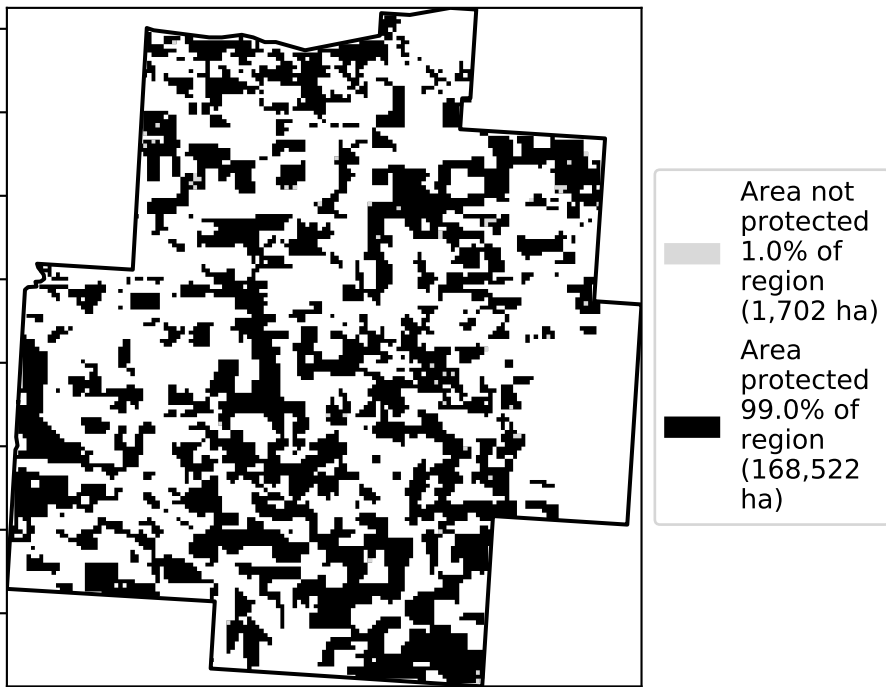 Area not
protected
1.0% of
region
(1,702 ha)
Area
protected
99.0% of
region
(168,522
ha)